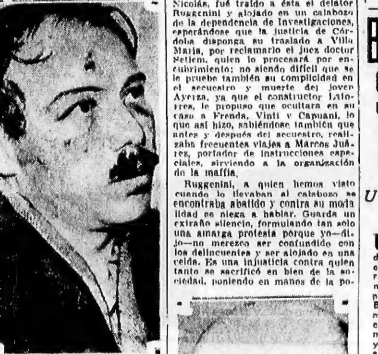 Nicolás, fué traído a ésta el delator
Ruggenini y alojado en un calabozo
de la dependencia de Investigaciones,
esperándose que la justicia de Cór-
doba disponga su traslado a Villa
María, por reclamarlo el juez doctor
quien lo procesará por en-
cubrimiento; no siendo difícil que se
le pruebe también su complicidad en
el secuestro y muerte del joven
Ayerza, ya que el constructor
le propuso que ocultara en su
casa a Frenda, Vinti y Capuani, lo
que así hizo, sabiéndose también que
antes y después del secuestro, reali-
zaba frecuentes viajes a Marcos Juá-
rez, portador de instrucciones espe-
ciales, sirviendo a la organización
de la maffia.
Ruggenini, a quien hemos visto
cuando lo llevaban al calabozo se
encontraba abatido y contra su moda
lidad se niega a hablar. Guarda un
extraño silencio, formulando tan sólo
una amarga protesta porque yo—di-
jo—no merezco ser confundido con
los delincuentes y ser alojado en una
celda. Es una injusticia contra quien
tanto se sacrificó en bien de la so-
ciedad, poniendo en manos de la po-
U